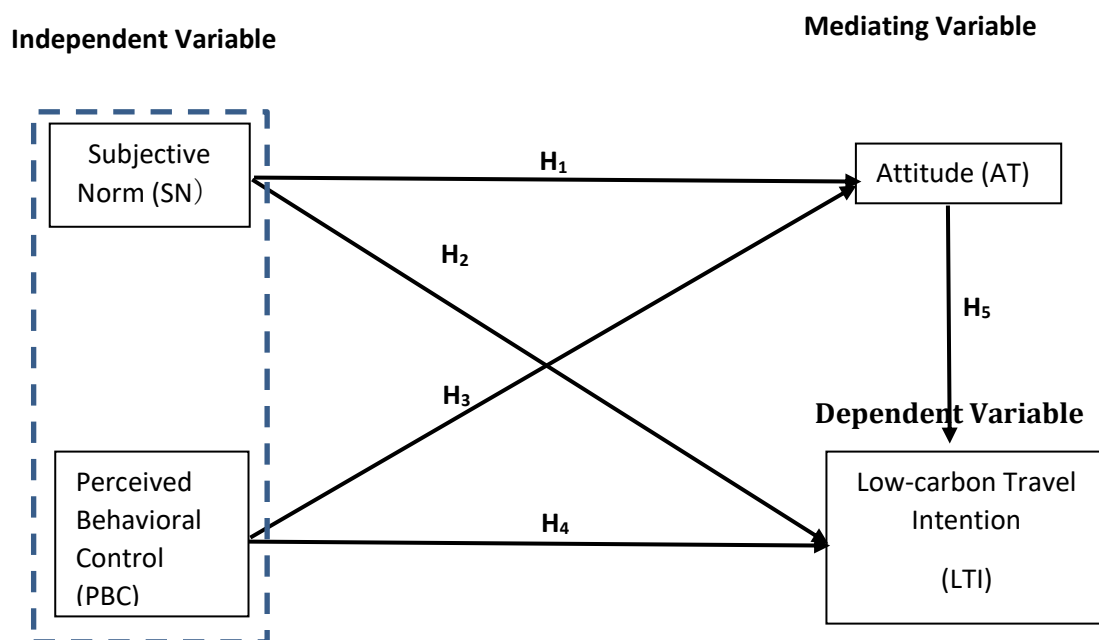 Independent Variable
Mediating Variable
Subjective
Norm (SN）
H₁
Attitude (AT)
H₂
H₅
H₃
Dependent Variable
Perceived
Behavioral
Control
(PBC)
H₄
Low-carbon Travel
Intention
(LTI)